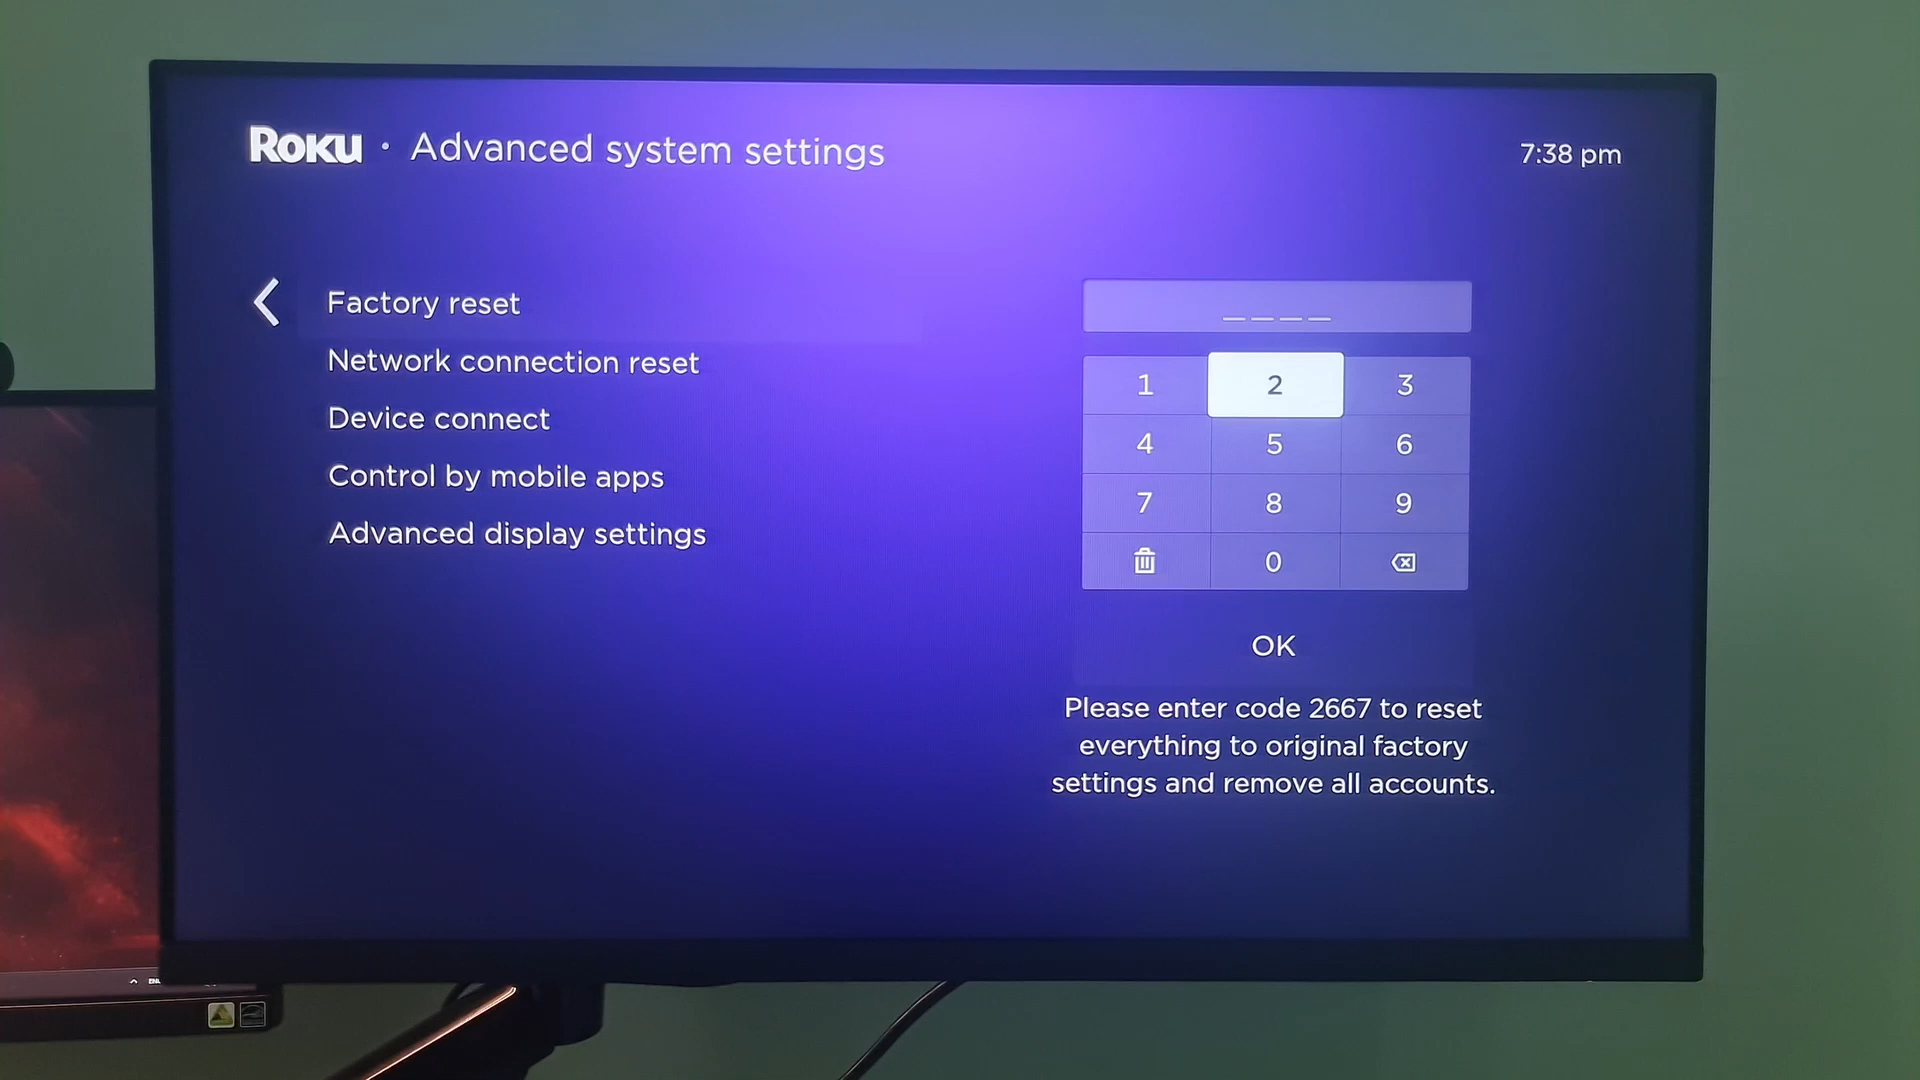 Roku · Advanced system settings
7:38 pm
Factory reset
Network connection reset
Device connect
Control by mobile apps
Advanced display settings
_ _ _ _
1 2 3
4 5 6
7 8 9
0
OK
Please enter code 2667 to reset
everything to original factory
settings and remove all accounts.